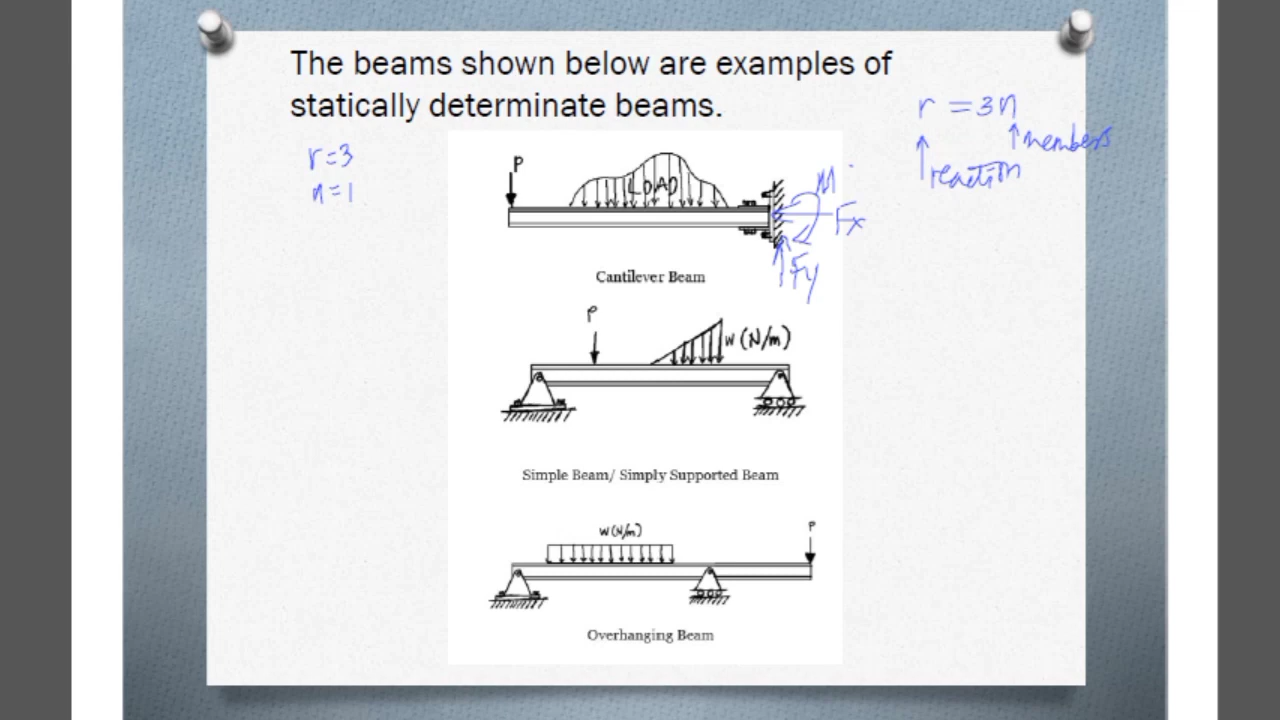 The beams shown below are examples of
statically determinate beams.
r = 3n
members
reaction
r=3
n=1
P
LOAD
M
Fx
Fy
Cantilever Beam
P
W (N/m)
Simple Beam/ Simply Supported Beam
W(N/m)
P
Overhanging Beam